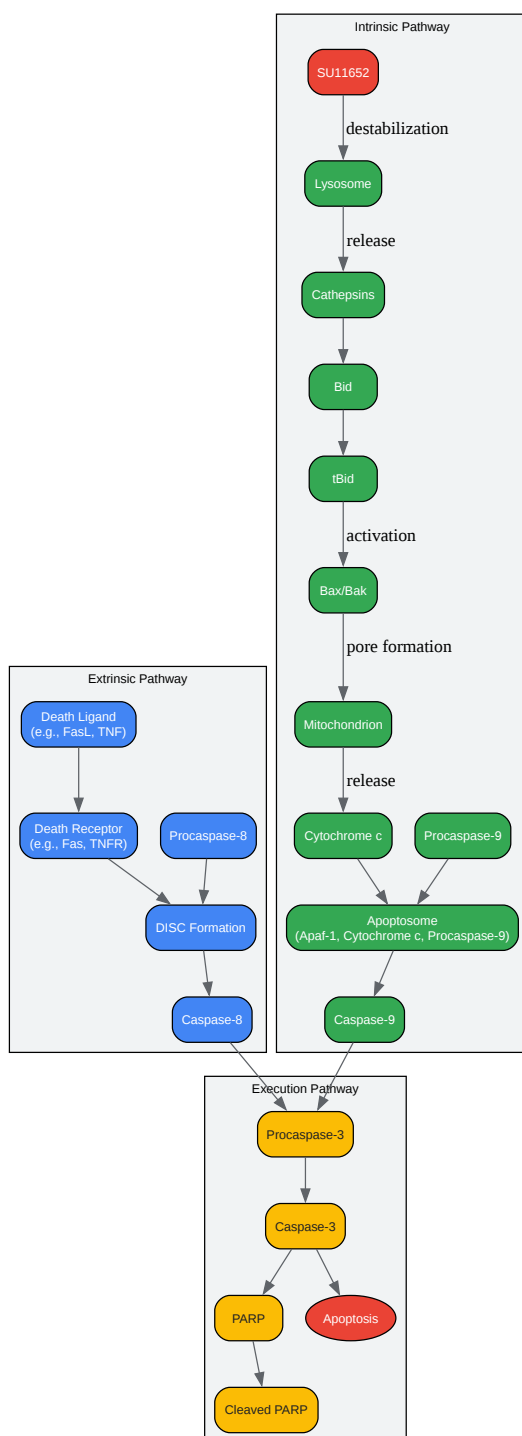 Intrinsic Pathway
SU11652
destabilization
Lysosome
release
Cathepsins
Bid
tBid
activation
Bax/Bak
pore formation
Mitochondrion
release
Cytochrome c
Procaspase-9
Apoptosome
(Apaf-1, Cytochrome c, Procaspase-9)
Caspase-9
Extrinsic Pathway
Death Ligand
(e.g., FasL, TNF)
Death Receptor
(e.g., Fas, TNFR)
Procaspase-8
DISC Formation
Caspase-8
Execution Pathway
Procaspase-3
Caspase-3
PARP
Apoptosis
Cleaved PARP